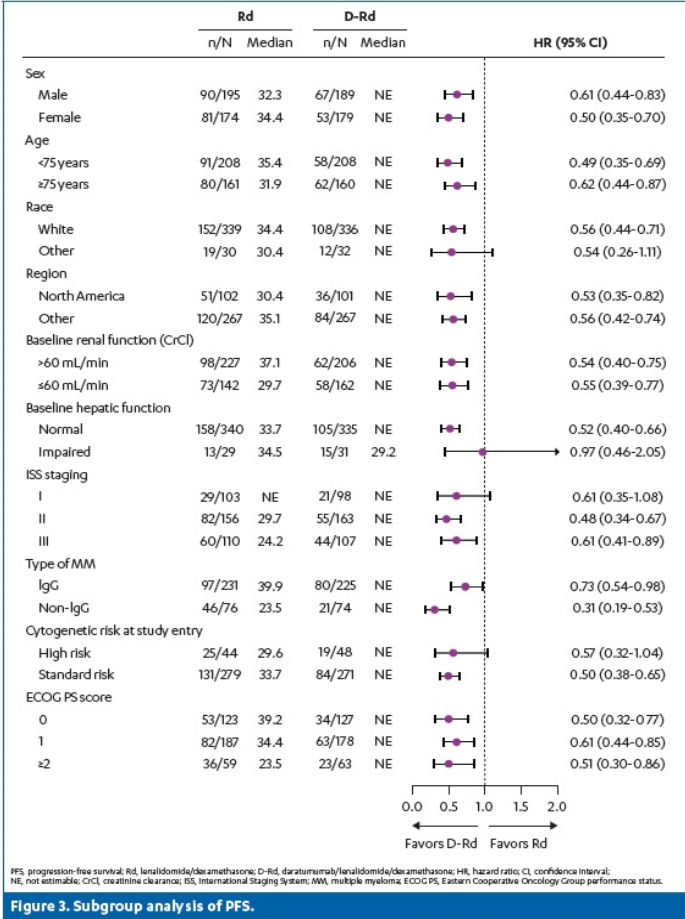 Rd D-Rd
n/N Median n/N Median HR (95% CI)
Sex
Male 90/195 32.3 67/189 NE 0.61 (0.44-0.83)
Female 81/174 34.4 53/179 NE 0.50 (0.35-0.70)
Age
<75 years 91/208 35.4 58/208 NE 0.49 (0.35-0.69)
≥75 years 80/161 31.9 62/160 NE 0.62 (0.44-0.87)
Race
White 152/339 34.4 108/336 NE 0.56 (0.44-0.71)
Other 19/30 30.4 12/32 NE 0.54 (0.26-1.11)
Region
North America 51/102 30.4 36/101 NE 0.53 (0.35-0.82)
Other 120/267 35.1 84/267 NE 0.56 (0.42-0.74)
Baseline renal function (CrCl)
>60 mL/min 98/227 37.1 62/206 NE 0.54 (0.40-0.75)
≤60 mL/min 73/142 29.7 58/162 NE 0.55 (0.39-0.77)
Baseline hepatic function
Normal 158/340 33.7 105/335 NE 0.52 (0.40-0.66)
Impaired 13/29 34.5 15/31 29.2 0.97 (0.46-2.05)
ISS staging
I 29/103 NE 21/98 NE 0.61 (0.35-1.08)
II 82/156 29.7 55/163 NE 0.48 (0.34-0.67)
III 60/110 24.2 44/107 NE 0.61 (0.41-0.89)
Type of MM
IgG 97/231 39.9 80/225 NE 0.73 (0.54-0.98)
Non-IgG 46/76 23.5 21/74 NE 0.31 (0.19-0.53)
Cytogenetic risk at study entry
High risk 25/44 29.6 19/48 NE 0.57 (0.32-1.04)
Standard risk 131/279 33.7 84/271 NE 0.50 (0.38-0.65)
ECOG PS score
0 53/123 39.2 34/127 NE 0.50 (0.32-077)
1 82/187 34.4 63/178 NE 0.61 (0.44-0.85)
≥2 36/59 23.5 23/63 NE 0.51 (0.30-0.86)
0.0 0.5 1.0 1.5 2.0
Favors D-Rd Favors Rd
PFS, progression-free survival; Rd, lenalidomide/dexamethasone; D-Rd, daratumumab/lenalidomide/dexamethasone; HR, hazard ratio; CI, confidence interval;
NE, not estimable; CrCl, creatinine clearance; ISS, International Staging System; MM, multiple myeloma; ECOG PS, Eastern Cooperative Oncology Group performance status.
Figure 3. Subgroup analysis of PFS.